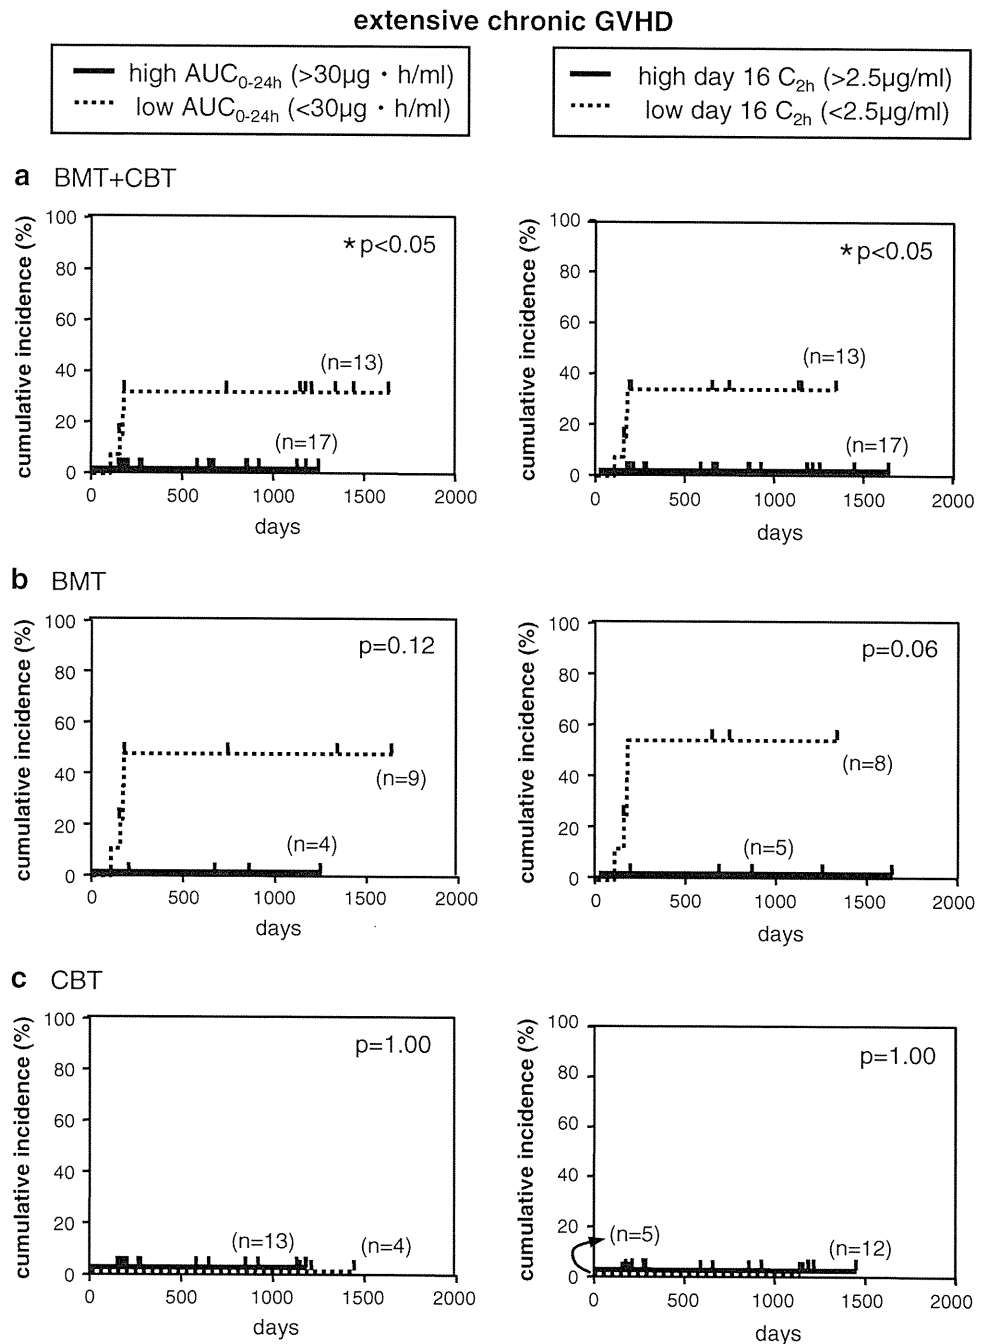 extensive chronic GVHD
high AUC0-24h (>30µg・h/ml)
low AUC0-24h (<30µg・h/ml)
high day 16 C2h (>2.5µg/ml)
low day 16 C2h (<2.5µg/ml)
a BMT+CBT
cumulative incidence (%)
100
80
60
40
20
0
*p<0.05
(n=13)
(n=17)
0 500 1000 1500 2000
days
cumulative incidence (%)
100
80
60
40
20
0
*p<0.05
(n=13)
(n=17)
0 500 1000 1500 2000
days
b BMT
cumulative incidence (%)
100
80
60
40
20
0
p=0.12
(n=9)
(n=4)
0 500 1000 1500 2000
days
cumulative incidence (%)
100
80
60
40
20
0
p=0.06
(n=8)
(n=5)
0 500 1000 1500 2000
days
c CBT
cumulative incidence (%)
100
80
60
40
20
0
p=1.00
(n=13)
(n=4)
0 500 1000 1500 2000
days
cumulative incidence (%)
100
80
60
40
20
0
p=1.00
(n=5)
(n=12)
0 500 1000 1500 2000
days